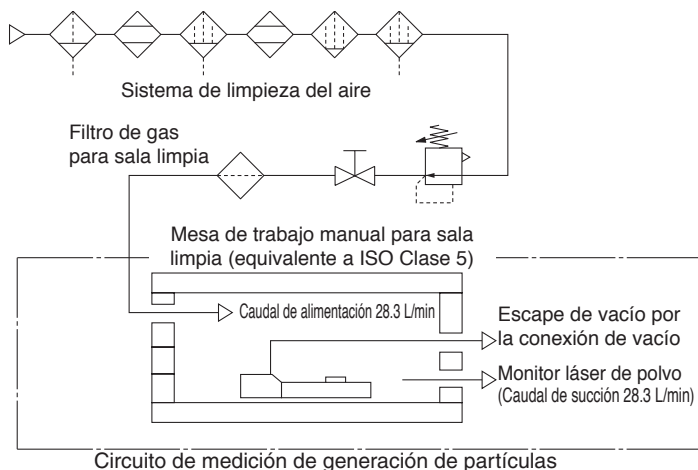 Sistema de limpieza del aire
Filtro de gas
para sala limpia
Mesa de trabajo manual para sala
limpia (equivalente a ISO Clase 5)
Caudal de alimentación 28.3 L/min
Escape de vacío por
la conexión de vacío
Monitor láser de polvo
(Caudal de succión 28.3 L/min)
Circuito de medición de generación de partículas